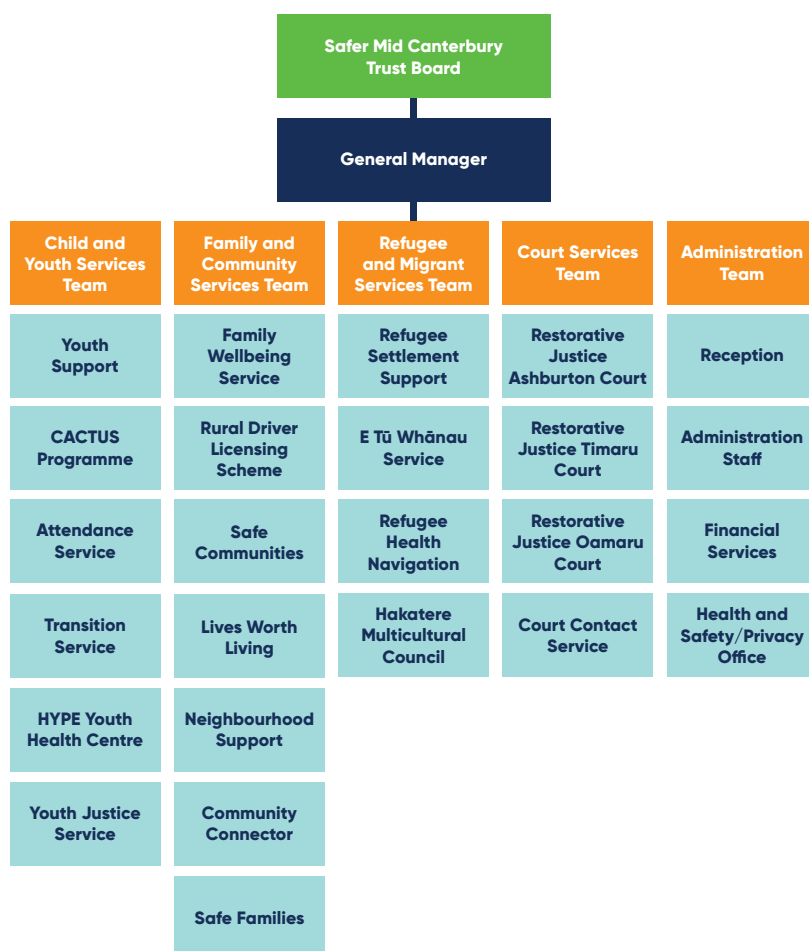 Safer Mid Canterbury
Trust Board
General Manager
Child and
Youth Services
Team
Youth
Support
CACTUS
Programme
Attendance
Service
Transition
Service
HYPE Youth
Health Centre
Youth Justice
Service
Family and
Community
Services Team
Family
Wellbeing
Service
Rural Driver
Licensing
Scheme
Safe
Communities
Lives Worth
Living
Neighbourhood
Support
Community
Connector
Safe Families
Refugee
and Migrant
Services Team
Refugee
Settlement
Support
E Tū Whānau
Service
Refugee
Health
Navigation
Hakatere
Multicultural
Council
Court Services
Team
Restorative
Justice
Ashburton Court
Restorative
Justice Timaru
Court
Restorative
Justice Oamaru
Court
Court Contact
Service
Administration
Team
Reception
Administration
Staff
Financial
Services
Health and
Safety/Privacy
Office